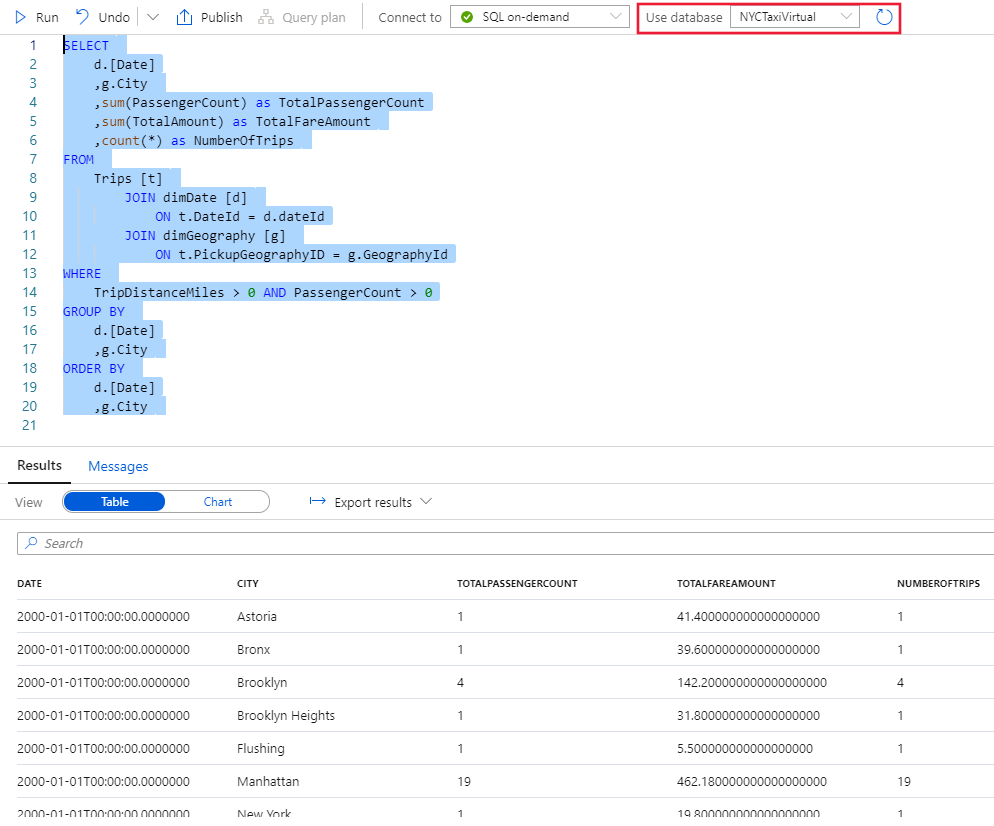 Run Undo Publish Query plan Connect to SQL on-demand Use database NYCTaxiVirtual
1 SELECT
2 d.[Date]
3 ,g.City
4 ,sum(PassengerCount) as TotalPassengerCount
5 ,sum(TotalAmount) as TotalFareAmount
6 ,count(*) as NumberOfTrips
7 FROM
8 Trips [t]
9 JOIN dimDate [d]
10 ON t.DateId = d.dateId
11 JOIN dimGeography [g]
12 ON t.PickupGeographyID = g.GeographyId
13 WHERE
14 TripDistanceMiles > 0 AND PassengerCount > 0
15 GROUP BY
16 d.[Date]
17 ,g.City
18 ORDER BY
19 d.[Date]
20 ,g.City
21
Results Messages
View Table Chart Export results
Search
DATE CITY TOTALPASSENGERCOUNT TOTALFAREAMOUNT NUMBEROFTRIPS
2000-01-01T00:00:00.0000000 Astoria 1 41.400000000000000000 1
2000-01-01T00:00:00.0000000 Bronx 1 39.600000000000000000 1
2000-01-01T00:00:00.0000000 Brooklyn 4 142.200000000000000000 4
2000-01-01T00:00:00.0000000 Brooklyn Heights 1 31.800000000000000000 1
2000-01-01T00:00:00.0000000 Flushing 1 5.500000000000000000 1
2000-01-01T00:00:00.0000000 Manhattan 19 462.180000000000000000 19
2000-01-01T00:00:00.0000000 New York 1 19.800000000000000000 1